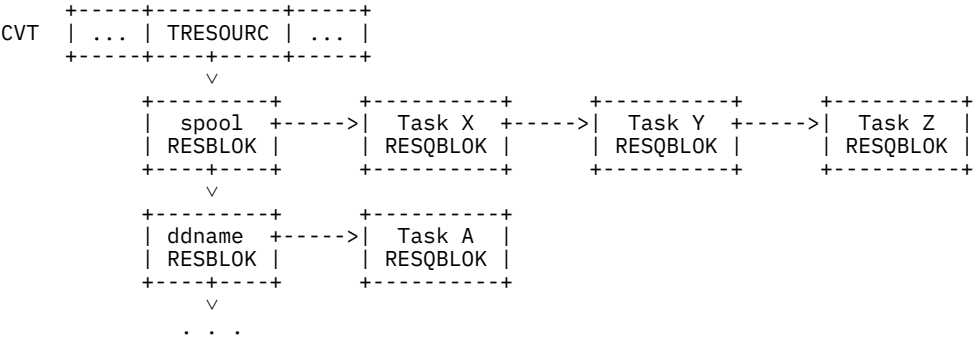 +-----+----------+-----+
CVT  | ... | TRESOURC | ... |
     +-----+----+-----+-----+
                ∨
           +---------+      +----------+      +----------+      +----------+
           |  spool  +----->|  Task X  +----->|  Task Y  +----->|  Task Z  |
           | RESBLOK |      | RESQBLOK |      | RESQBLOK |      | RESQBLOK |
           +----+----+      +----------+      +----------+      +----------+
                ∨
           +---------+      +----------+
           | ddname  +----->|  Task A  |
           | RESBLOK |      | RESQBLOK |
           +----+----+      +----------+
                ∨
              . . .